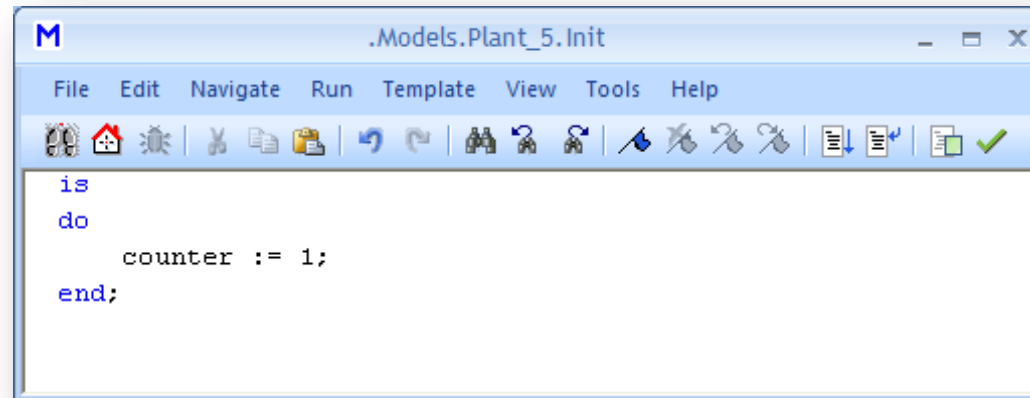 M .Models.Plant_5.Init
File Edit Navigate Run Template View Tools Help
is
do
counter := 1;
end;